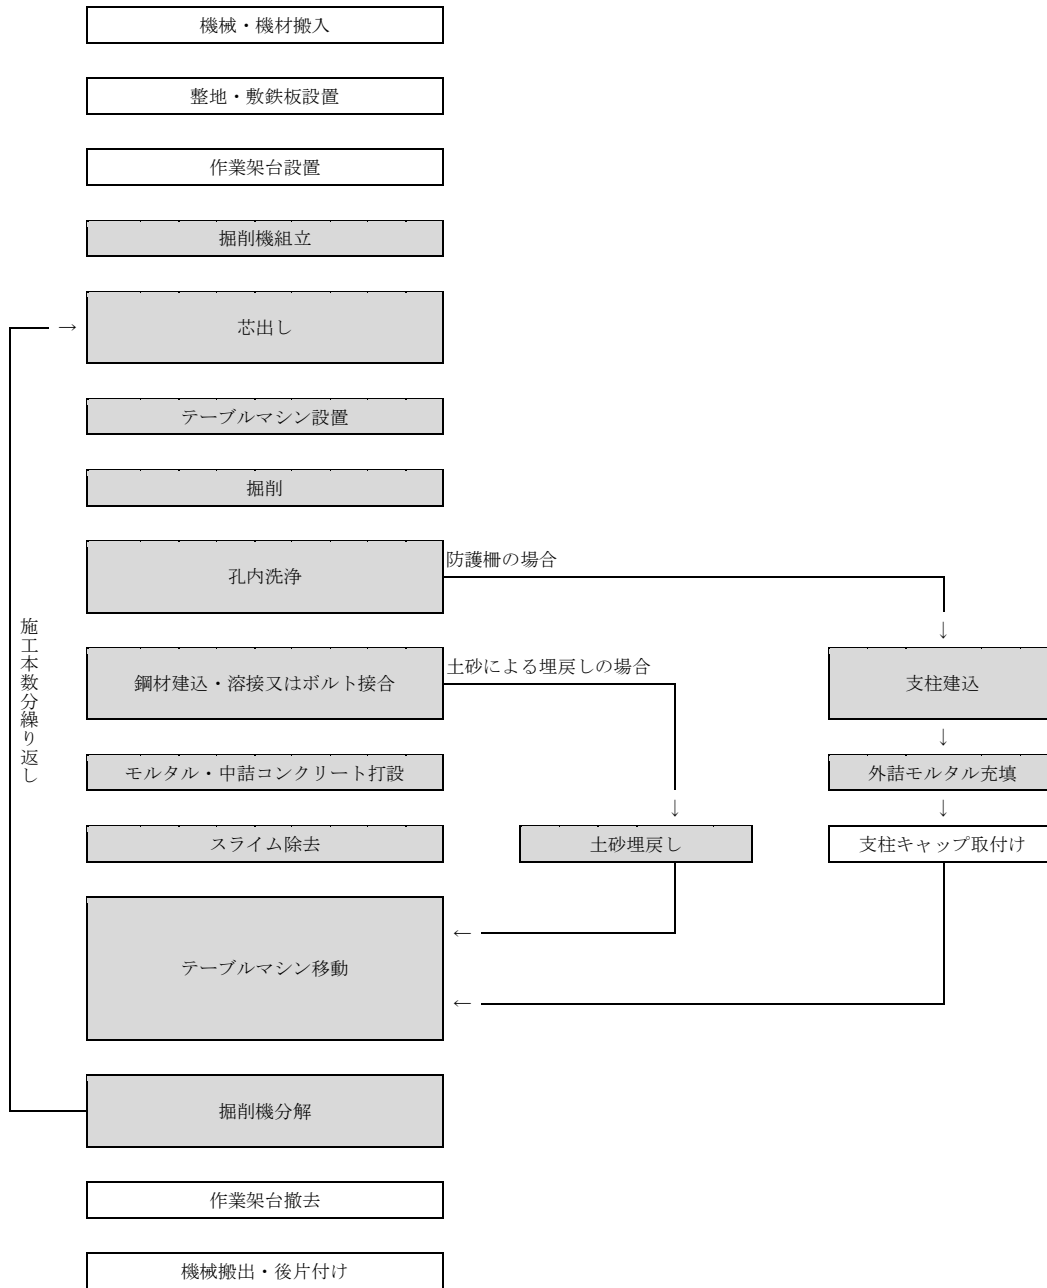 機械・機材搬入
整地・敷鉄板設置
作業架台設置
掘削機組立
→
芯出し
テーブルマシン設置
掘削
孔内洗浄
防護柵の場合
↓
施工本数分繰り返し
鋼材建込・溶接又はボルト接合
土砂による埋戻しの場合
支柱建込
↓
モルタル・中詰コンクリート打設
外詰モルタル充填
↓
↓
スライム除去
土砂埋戻し
支柱キャップ取付け
←
テーブルマシン移動
←
掘削機分解
作業架台撤去
機械搬出・後片付け